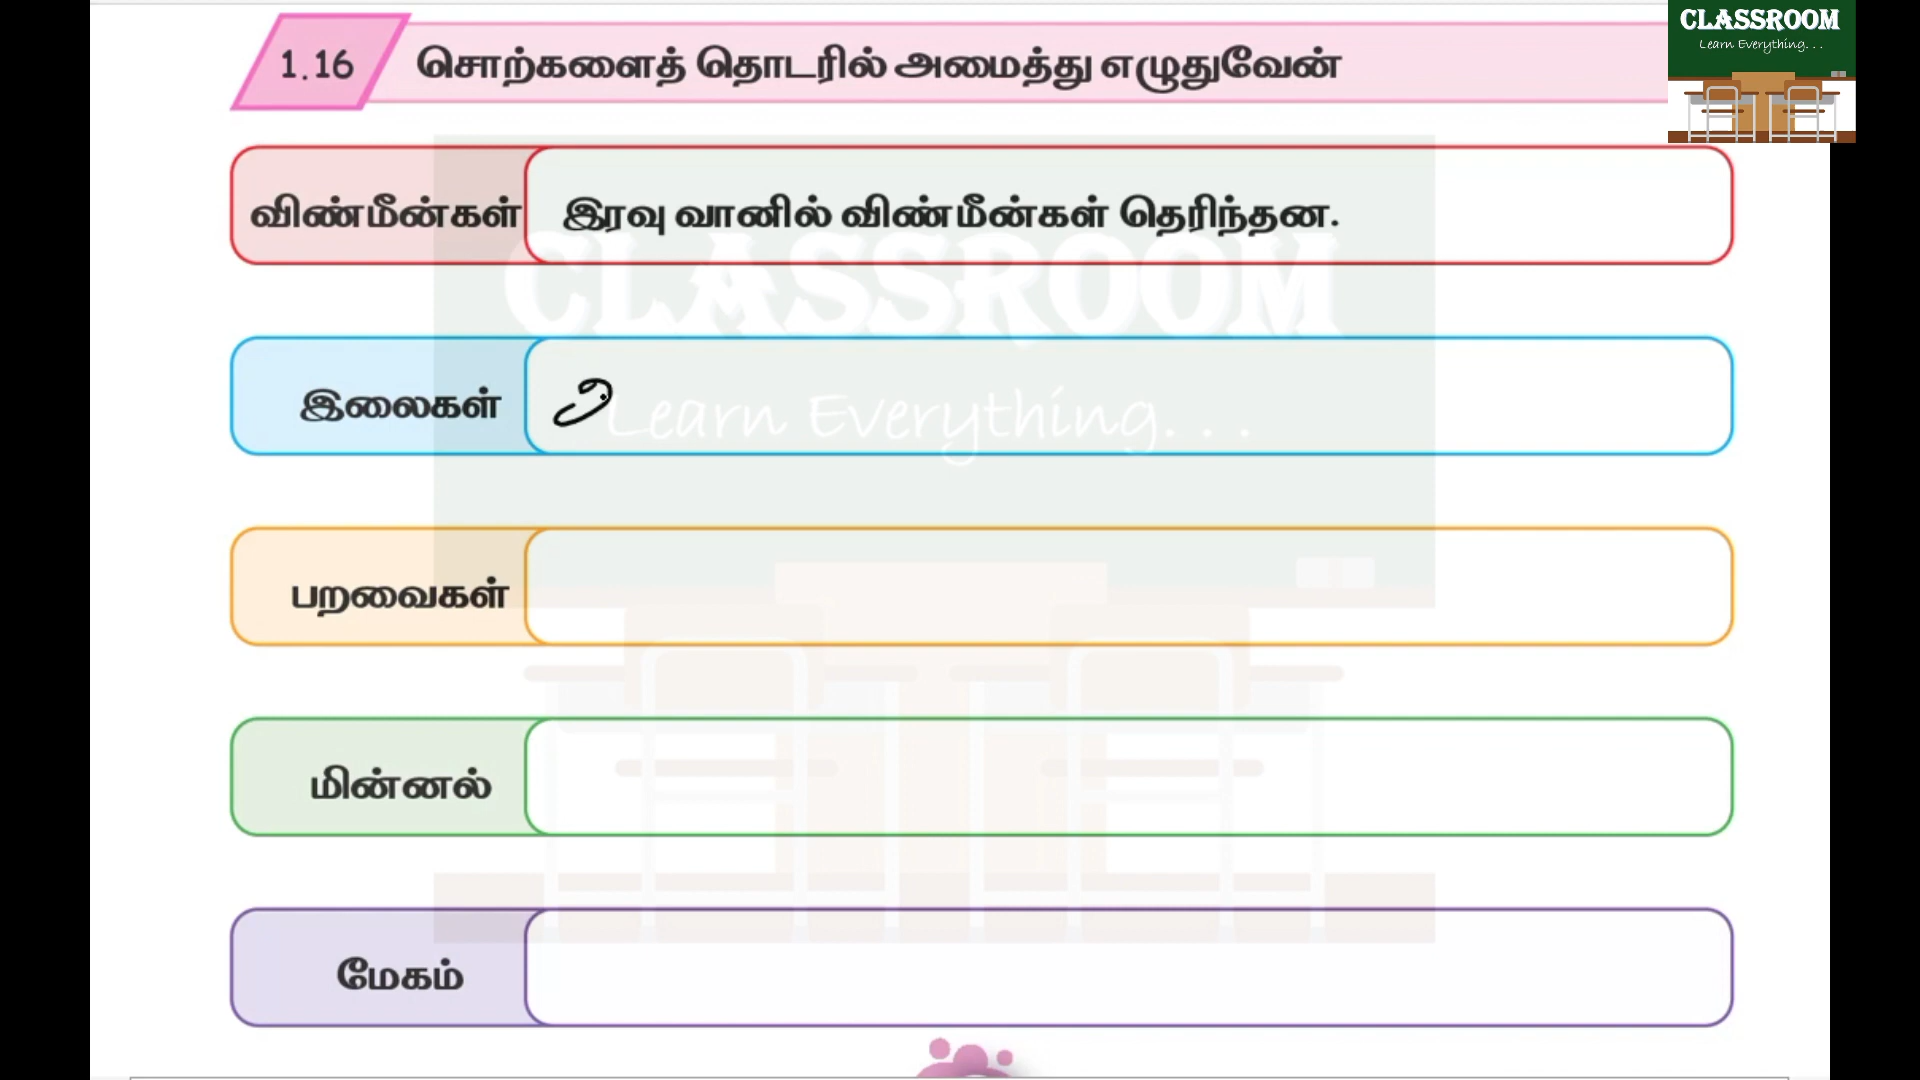 CLASSROOM
Learn Everything...
1.16 சொற்களைத் தொடரில் அமைத்து எழுதுவேன்
விண்மீன்கள் இரவு வானில் விண்மீன்கள் தெரிந்தன.
CLASSROOM
இலைகள்
Learn Everything...
பறவைகள்
மின்னல்
மேகம்